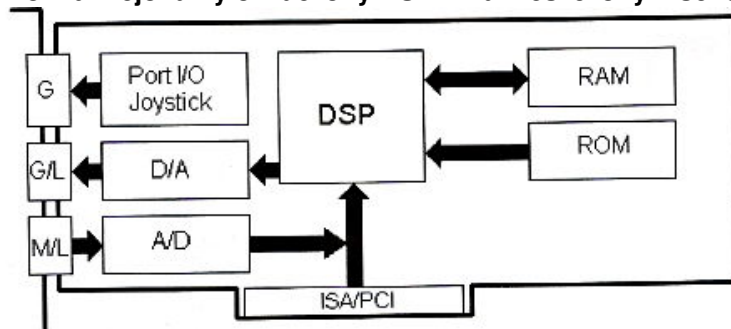 G
Port I/O
Joystick
DSP
RAM
ROM
G/L
D/A
M/L
A/D
ISA/PCI